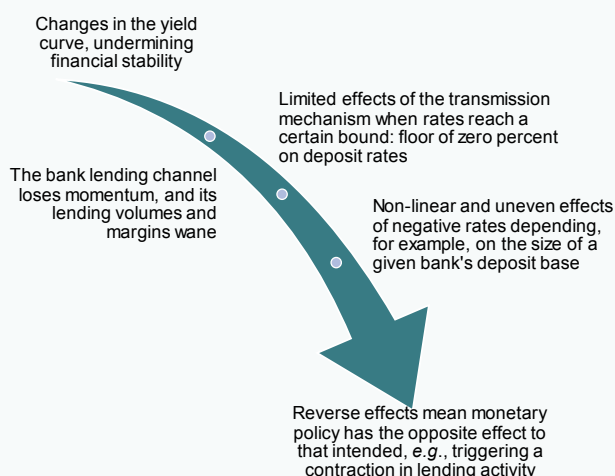 Changes in the yield
curve, undermining
financial stability
Limited effects of the transmission
mechanism when rates reach a
certain bound: floor of zero percent
on deposit rates
The bank lending channel
loses momentum, and its
lending volumes and
margins wane
Non-linear and uneven effects
of negative rates depending,
for example, on the size of a
given bank's deposit base
Reverse effects mean monetary
policy has the opposite effect to
that intended, e.g., triggering a
contraction in lending activity